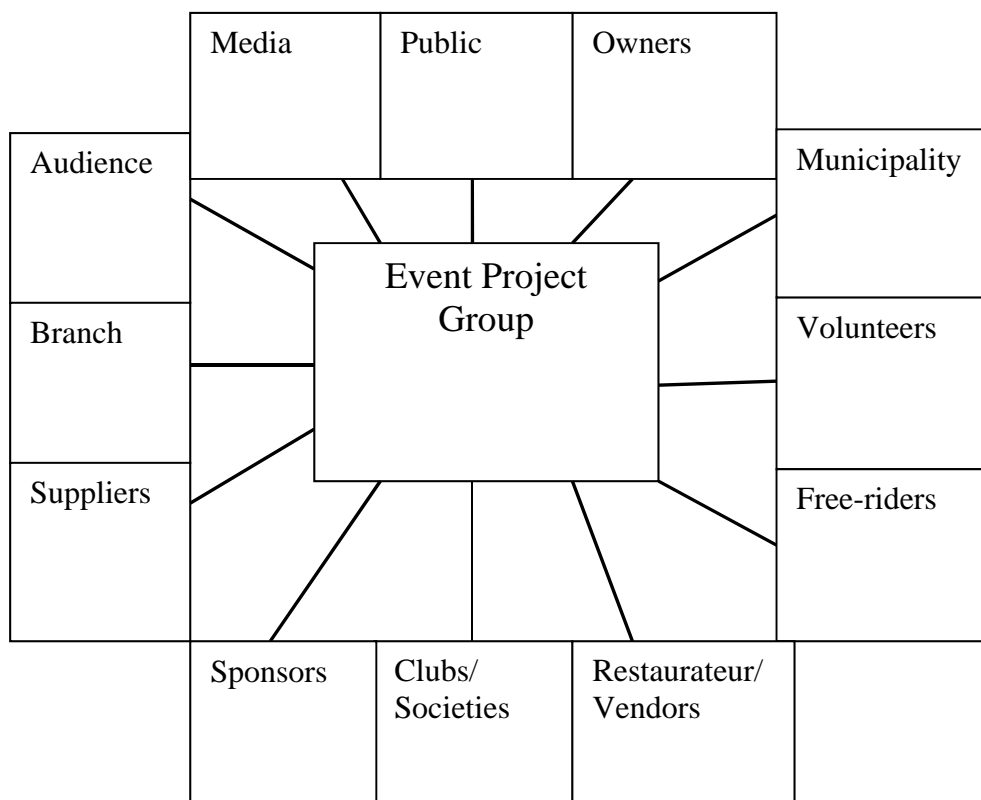 Media
Public
Owners
Audience
Municipality
Event Project
Group
Branch
Volunteers
Suppliers
Free-riders
Sponsors
Clubs/
Societies
Restaurateur/
Vendors